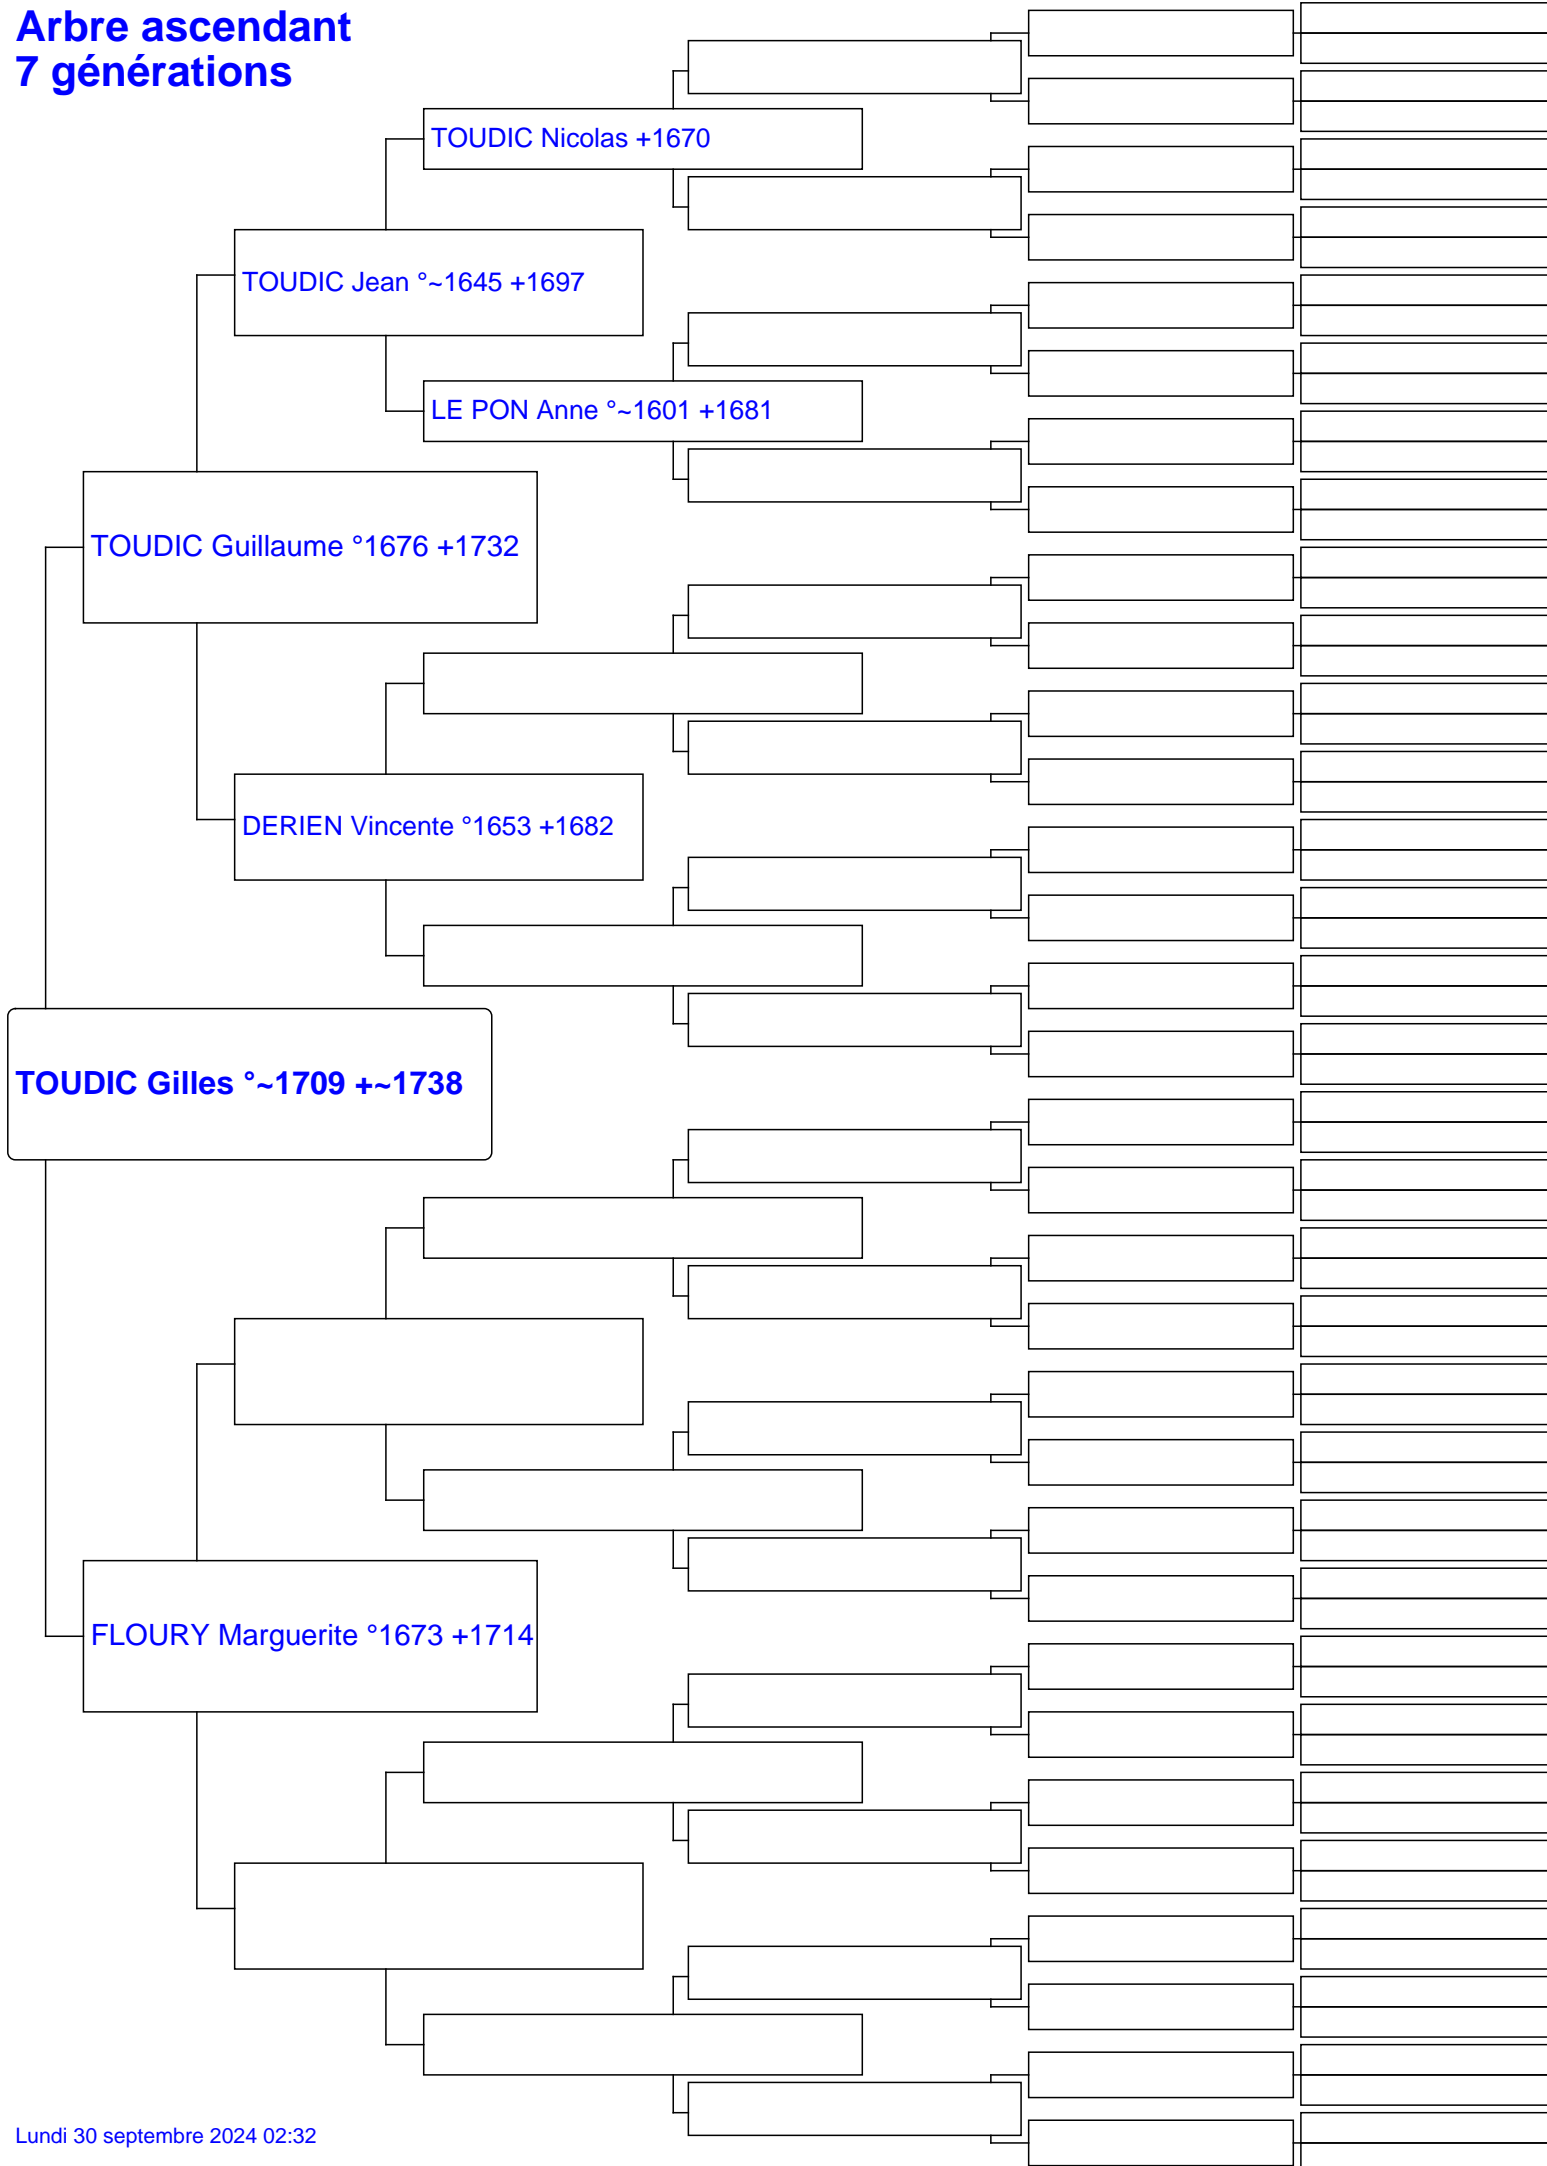 Arbre ascendant
7 générations
TOUDIC Nicolas +1670
TOUDIC Jean °~1645 +1697
LE PON Anne °~1601 +1681
TOUDIC Guillaume °1676 +1732
DERIEN Vincente °1653 +1682
TOUDIC Gilles °~1709 +~1738
FLOURY Marguerite °1673 +1714
Lundi 30 septembre 2024 02:32